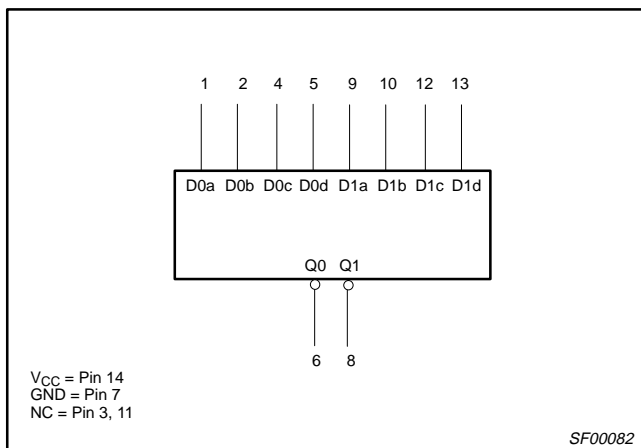 1 2 4 5 9 10 12 13
D0a D0b D0c D0d D1a D1b D1c D1d
Q0 Q1
6 8
VCC = Pin 14
GND = Pin 7
NC = Pin 3, 11
SF00082